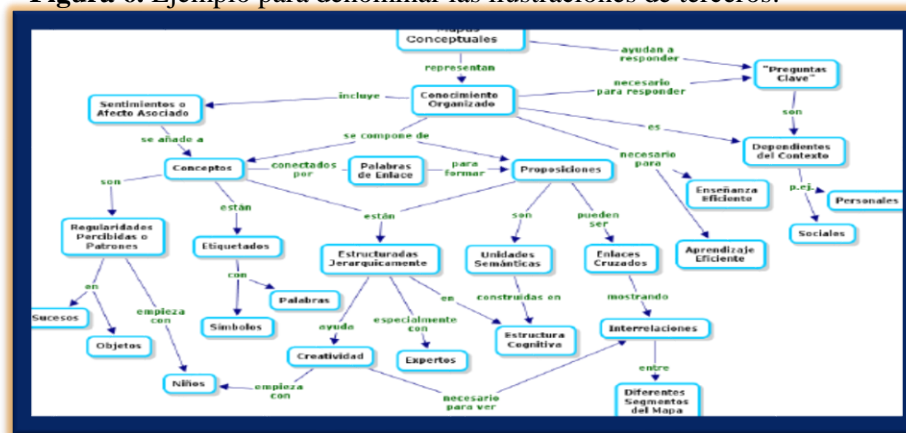 Figura 6. Ejemplo para denominar las ilustraciones de terceros.
Mapas
Conceptuales
ayudan a
responder
representan
"Preguntas
Clave"
necesario
para responder
Conocimiento
Organizado
incluye
Sentimientos o
Afecto Asociado
son
se añade a
se compone de
es
Dependientes
del Contexto
necesario
para
Conceptos
conectados
por
Palabras
de Enlace
para
formar
Proposiciones
son
Enseñanza
Eficiente
p.ej.
Personales
están
están
son
pueden
ser
Sociales
Regularidades
Percibidas o
Patrones
Etiquetados
Estructuradas
Jerarquicamente
Unidades
Semánticas
Enlaces
Cruzados
Aprendizaje
Eficiente
con
en
Palabras
en
construidas en
mostrando
Sucesos
empieza
con
Símbolos
ayuda
especialmente
con
Interrelaciones
Objetos
Estructura
Cognitiva
Creatividad
Expertos
entre
Niños
empieza
con
necesario
para ver
Diferentes
Segmentos
del Mapa